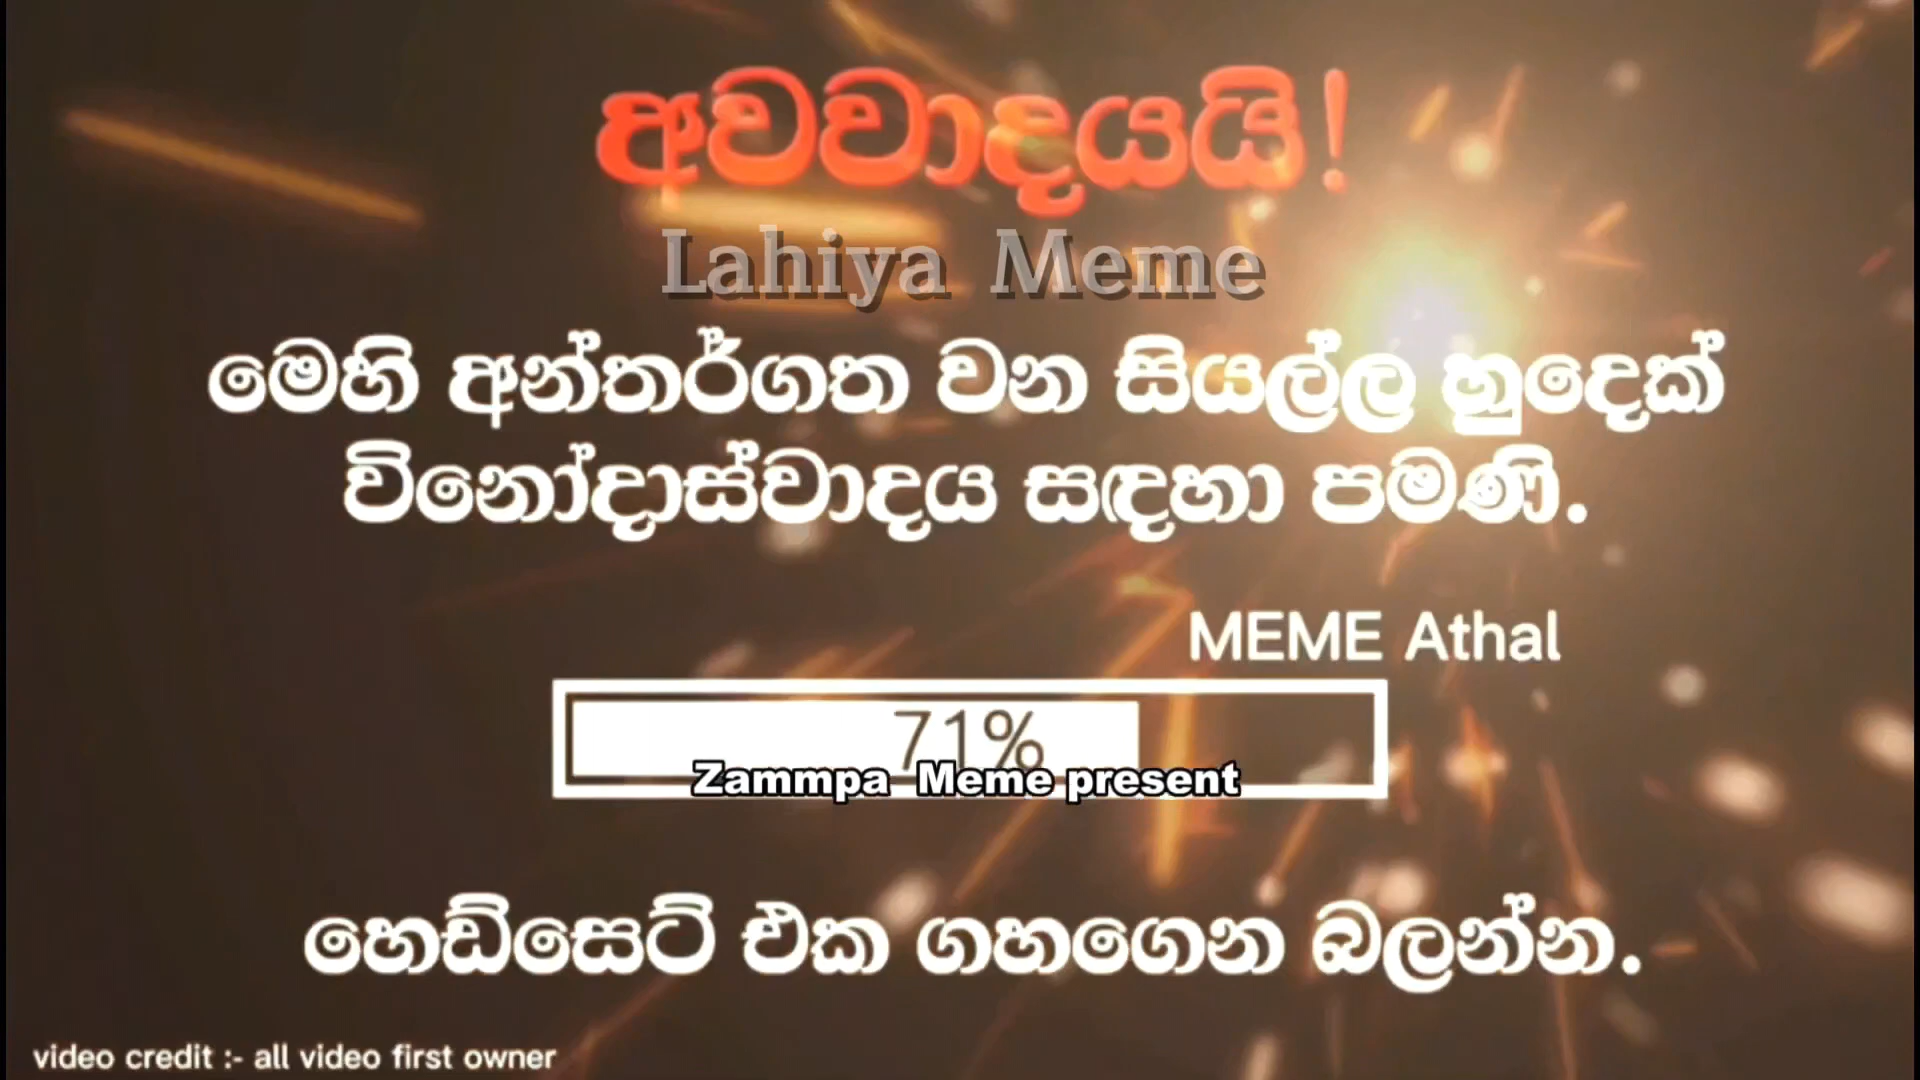 අවවාදයයි!
Lahiya Meme
මෙහි අන්තර්ගත වන සියල්ල හුදෙක්
විනෝදාස්වාදය සඳහා පමණි.
MEME Athal
71%
Zammpa Meme present
හෙඩ්සෙට් එක ගහගෙන බලන්න.
video credit :- all video first owner